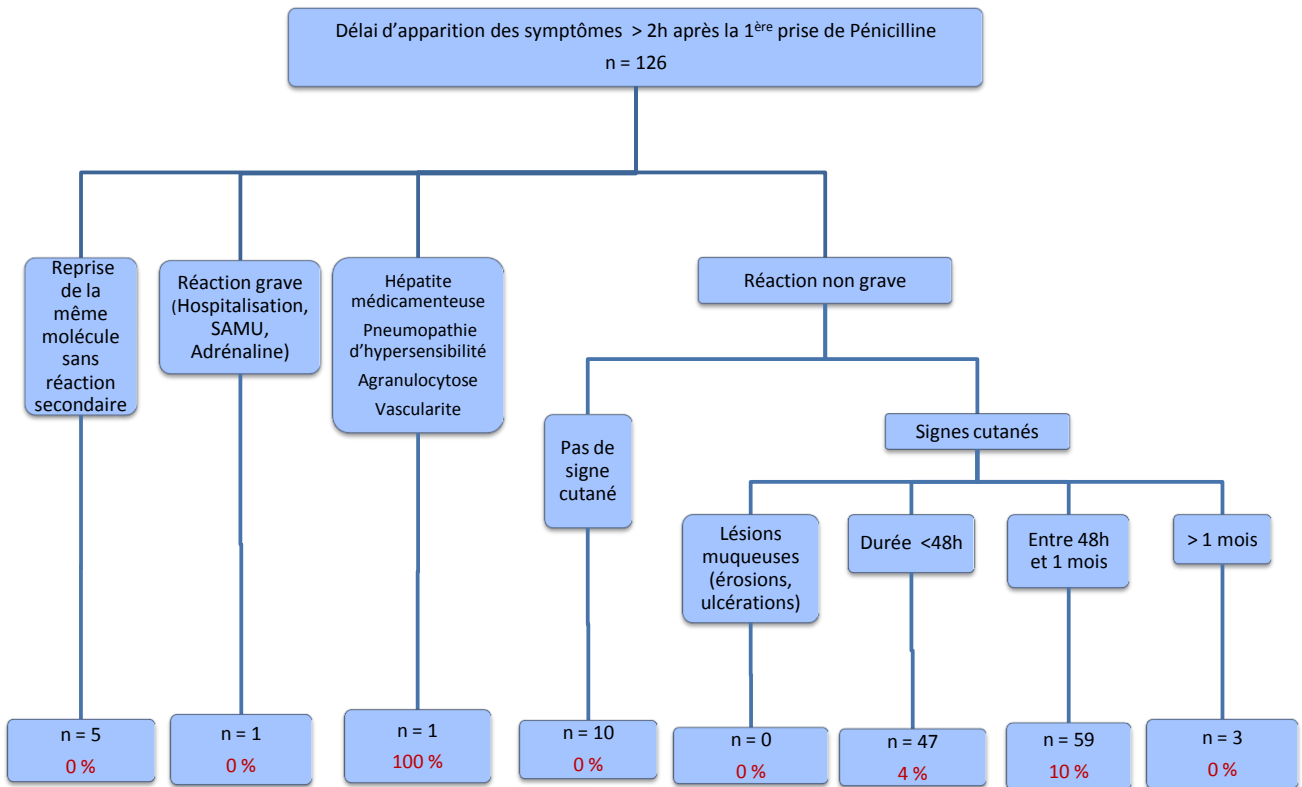 Délai d'apparition des symptômes > 2h après la 1ère prise de Pénicilline
n = 126
Reprise
de la
même
molécule
sans
réaction
secondaire
Réaction grave
(Hospitalisation,
SAMU,
Adrénaline)
Hépatite
médicamenteuse
Pneumopathie
d'hypersensibilité
Agranulocytose
Vascularite
Réaction non grave
Pas de
signe
cutané
Signes cutanés
Lésions
muqueuses
(érosions,
ulcérations)
Durée <48h
Entre 48h
et 1 mois
> 1 mois
n = 5
0 %
n = 1
0 %
n = 1
100 %
n = 10
0 %
n = 0
0 %
n = 47
4 %
n = 59
10 %
n = 3
0 %